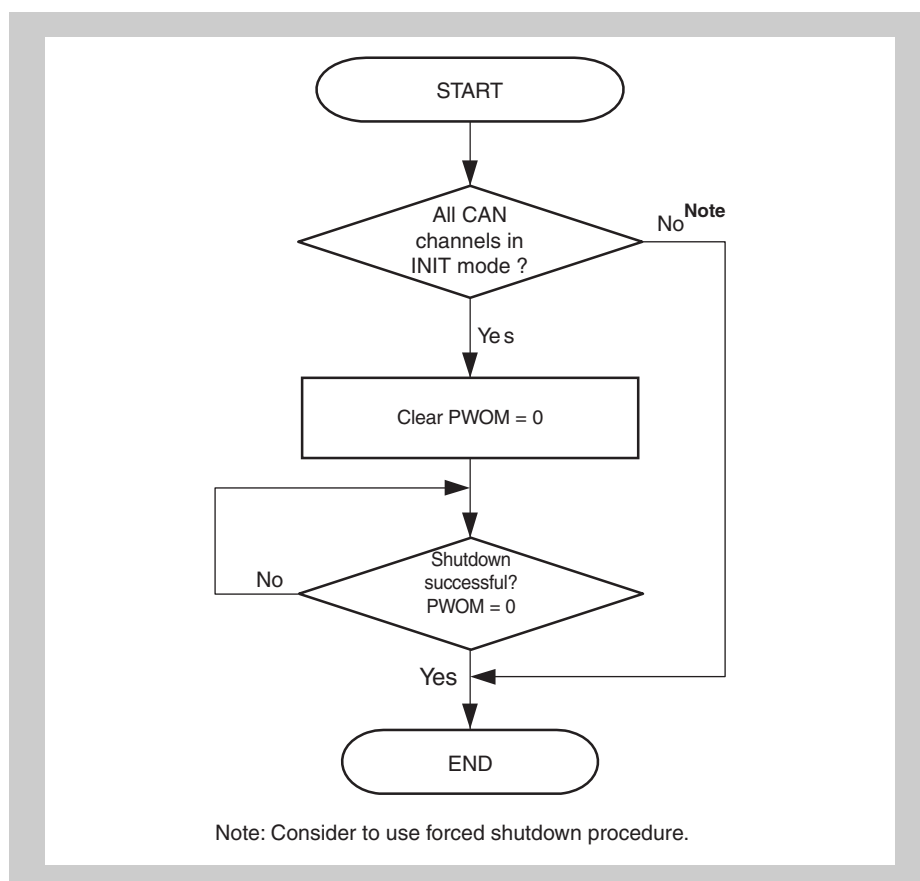 START
All CAN
channels in
INIT mode ?
No Note
Yes
Clear PWOM = 0
Shutdown
successful?
PWOM = 0
No
Yes
END
Note: Consider to use forced shutdown procedure.